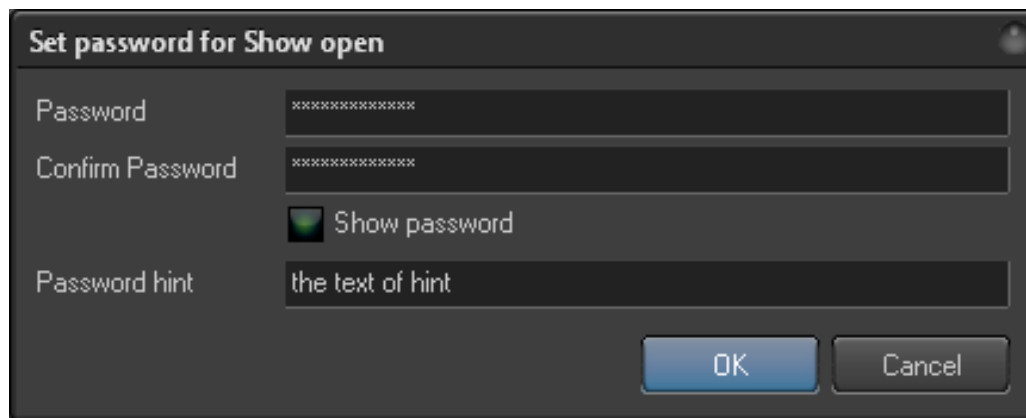 Set password for Show open
Password
*************
Confirm Password
*************
Show password
Password hint
the text of hint
OK
Cancel